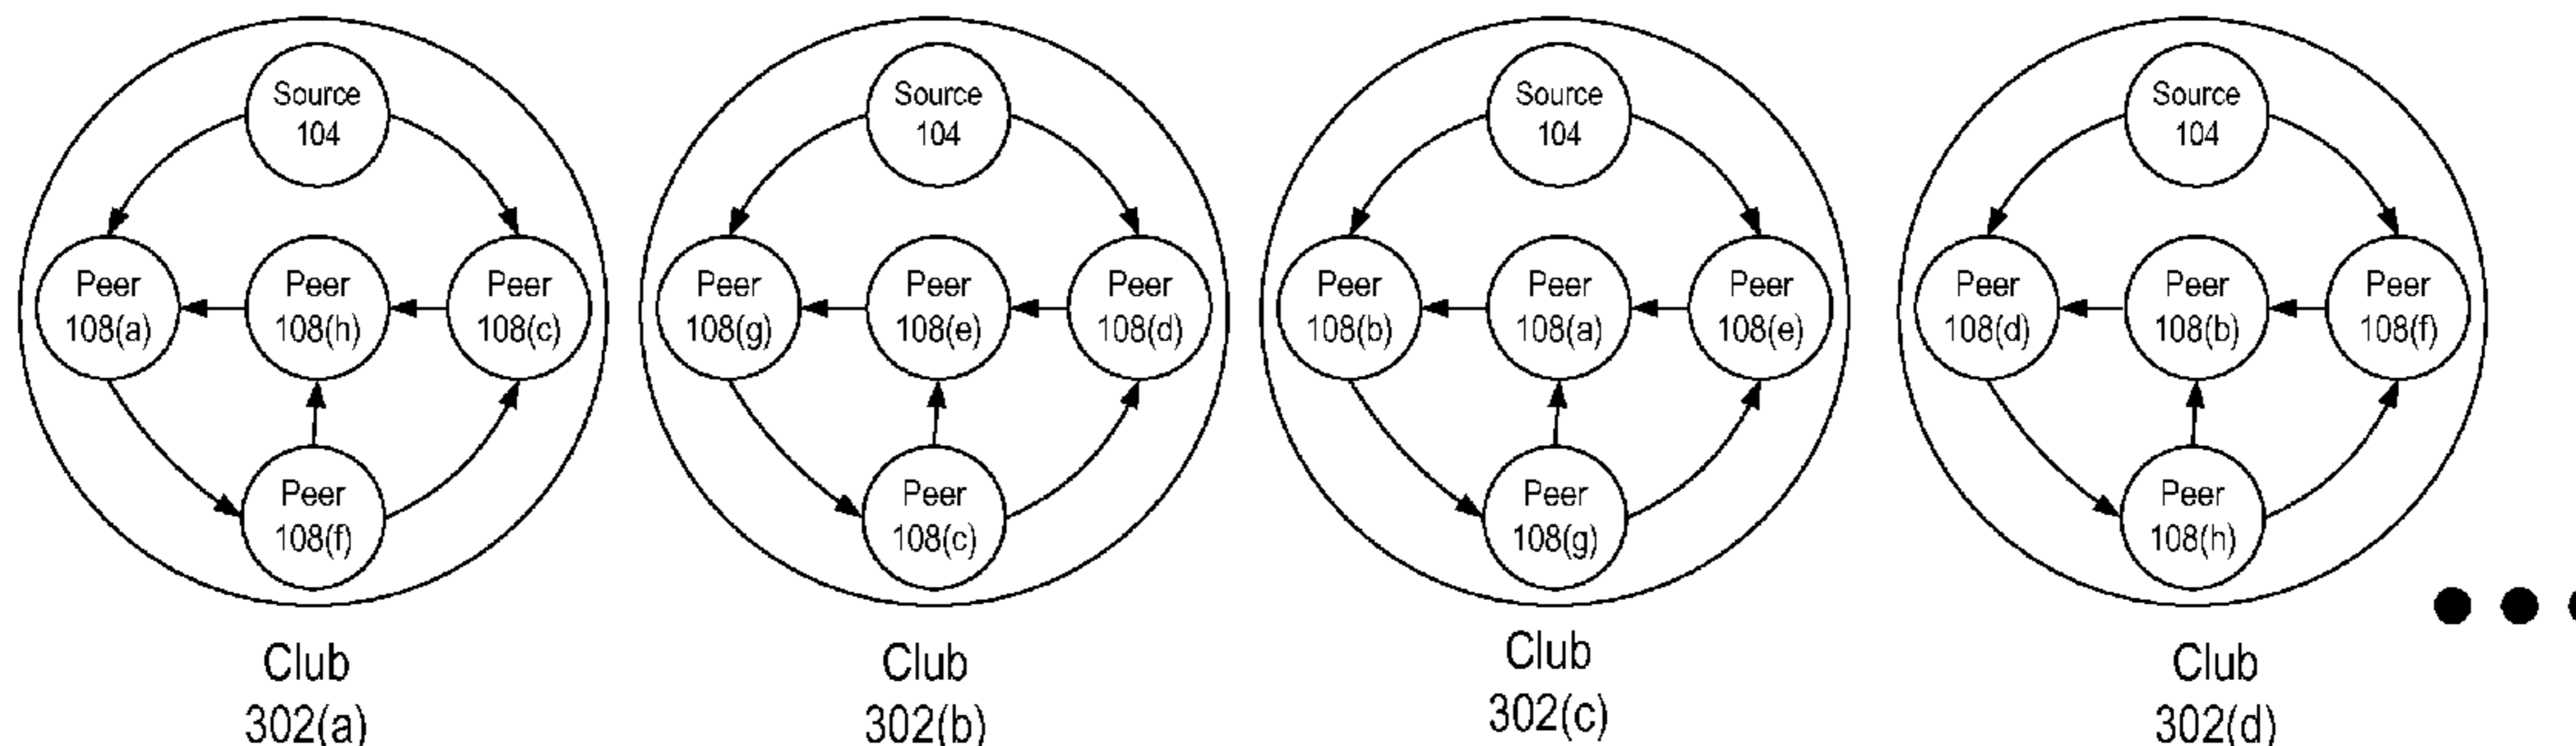 Source
104
Peer
108(a)
Peer
108(h)
Peer
108(c)
Peer
108(f)
Club
302(a)
Source
104
Peer
108(g)
Peer
108(e)
Peer
108(d)
Peer
108(c)
Club
302(b)
Source
104
Peer
108(b)
Peer
108(a)
Peer
108(e)
Peer
108(g)
Club
302(c)
Source
104
Peer
108(d)
Peer
108(b)
Peer
108(f)
Peer
108(h)
Club
302(d)